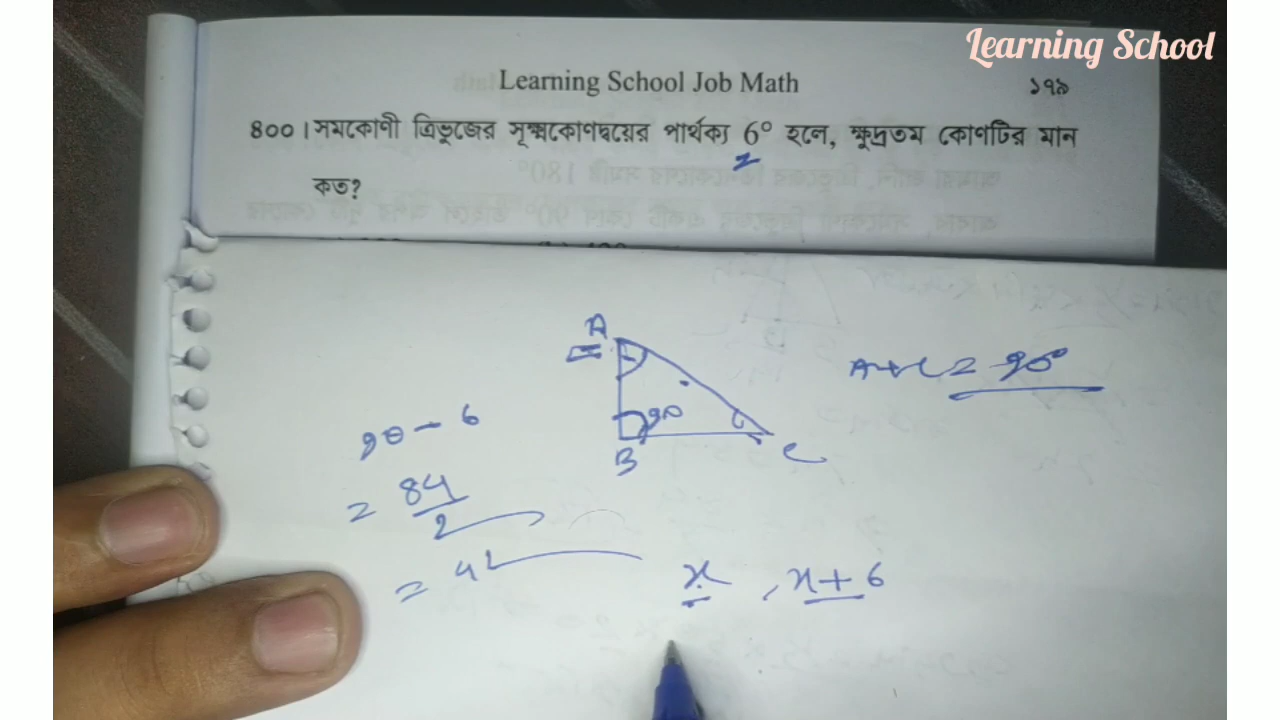 Learning School
Learning School Job Math
১৭৯
৪০০। সমকোণী ত্রিভুজের সূক্ষ্মকোণদ্বয়ের পার্থক্য 6° হলে, ক্ষুদ্রতম কোণটির মান
কত?
A
A+C = 90°
90 - 6
90
B
C
= 84
2
= 42
x, x+6